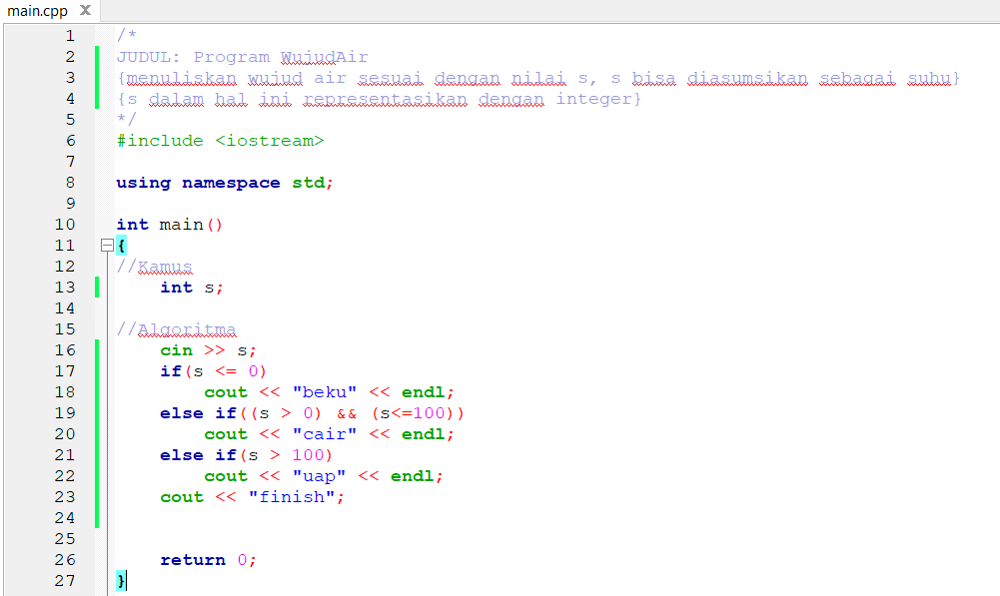 main.cpp X
1 /*
2 JUDUL: Program WujudAir
3 {menuliskan wujud air sesuai dengan nilai s, s bisa diasumsikan sebagai suhu}
4 {s dalam hal ini representasikan dengan integer}
5 */
6 #include <iostream>
7
8 using namespace std;
9
10 int main()
11 {
12 //Kamus
13     int s;
14
15 //Algoritma
16     cin >> s;
17     if(s <= 0)
18         cout << "beku" << endl;
19     else if((s > 0) && (s<=100))
20         cout << "cair" << endl;
21     else if(s > 100)
22         cout << "uap" << endl;
23     cout << "finish";
24
25
26     return 0;
27 }